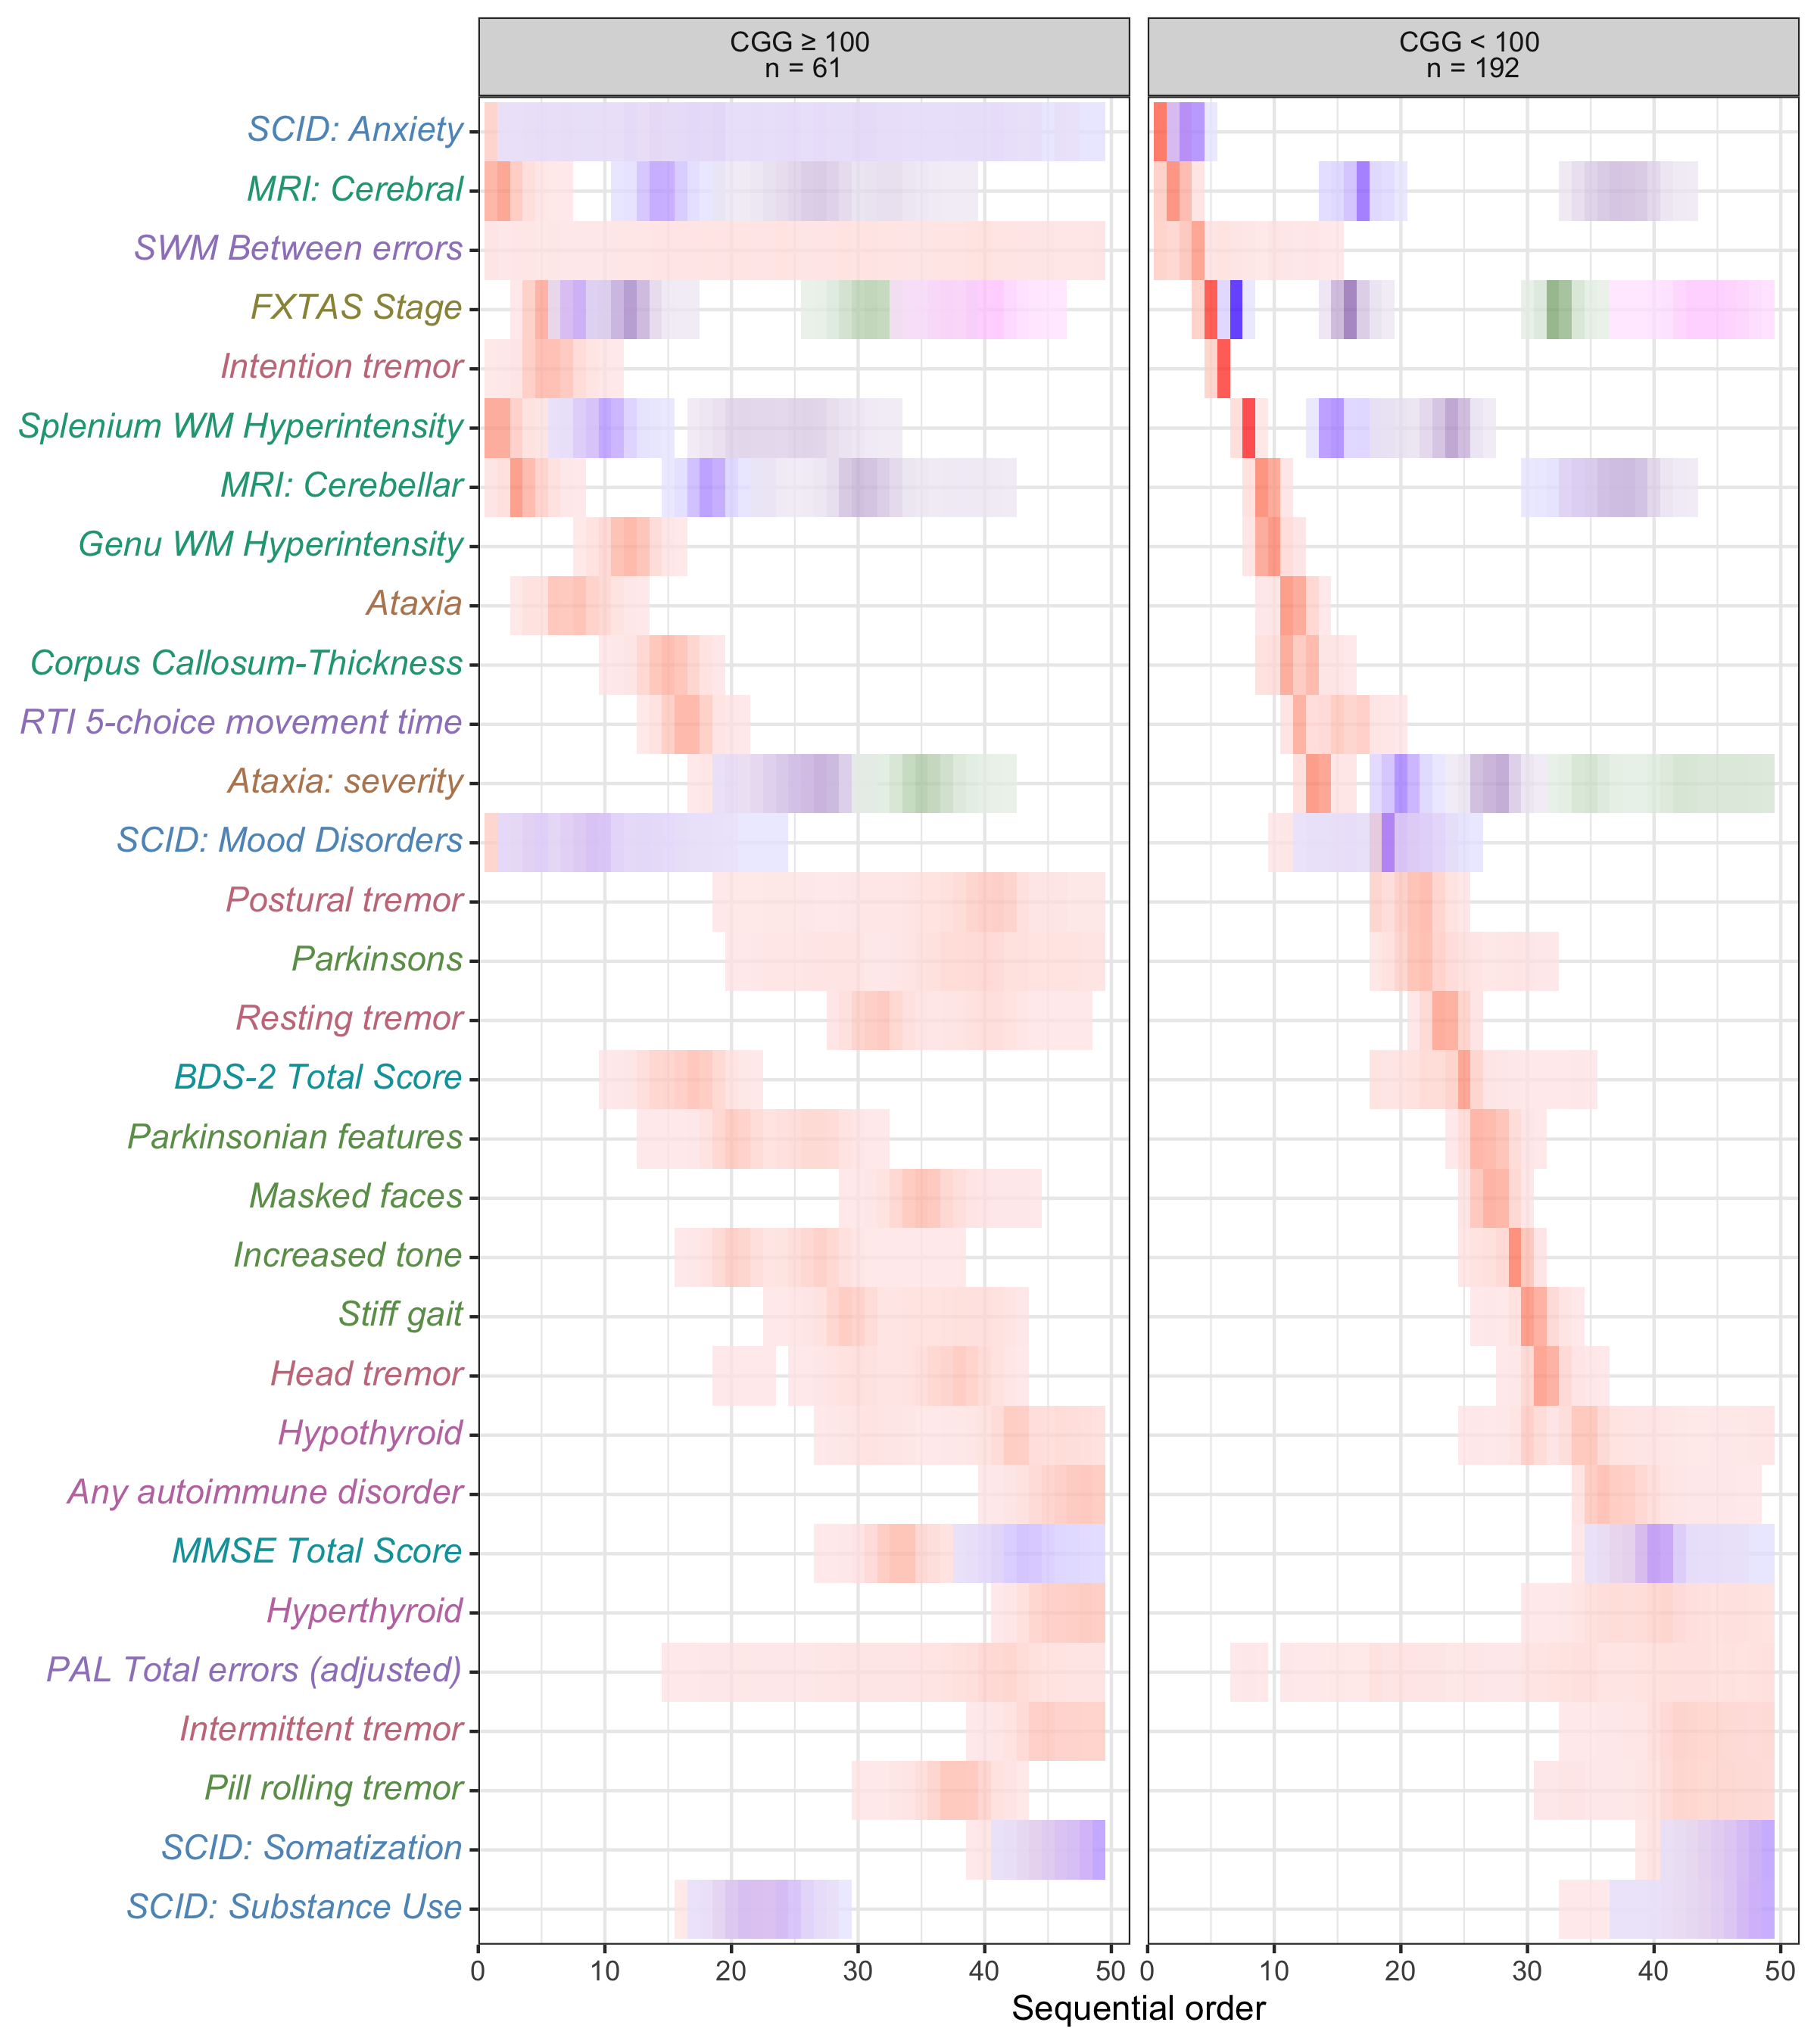 CGG ≥ 100
n = 61
CGG < 100
n = 192
SCID: Anxiety
MRI: Cerebral
SWM Between errors
FXTAS Stage
Intention tremor
Splenium WM Hyperintensity
MRI: Cerebellar
Genu WM Hyperintensity
Ataxia
Corpus Callosum-Thickness
RTI 5-choice movement time
Ataxia: severity
SCID: Mood Disorders
Postural tremor
Parkinsons
Resting tremor
BDS-2 Total Score
Parkinsonian features
Masked faces
Increased tone
Stiff gait
Head tremor
Hypothyroid
Any autoimmune disorder
MMSE Total Score
Hyperthyroid
PAL Total errors (adjusted)
Intermittent tremor
Pill rolling tremor
SCID: Somatization
SCID: Substance Use
0 10 20 30 40 50 0 10 20 30 40 50
Sequential order